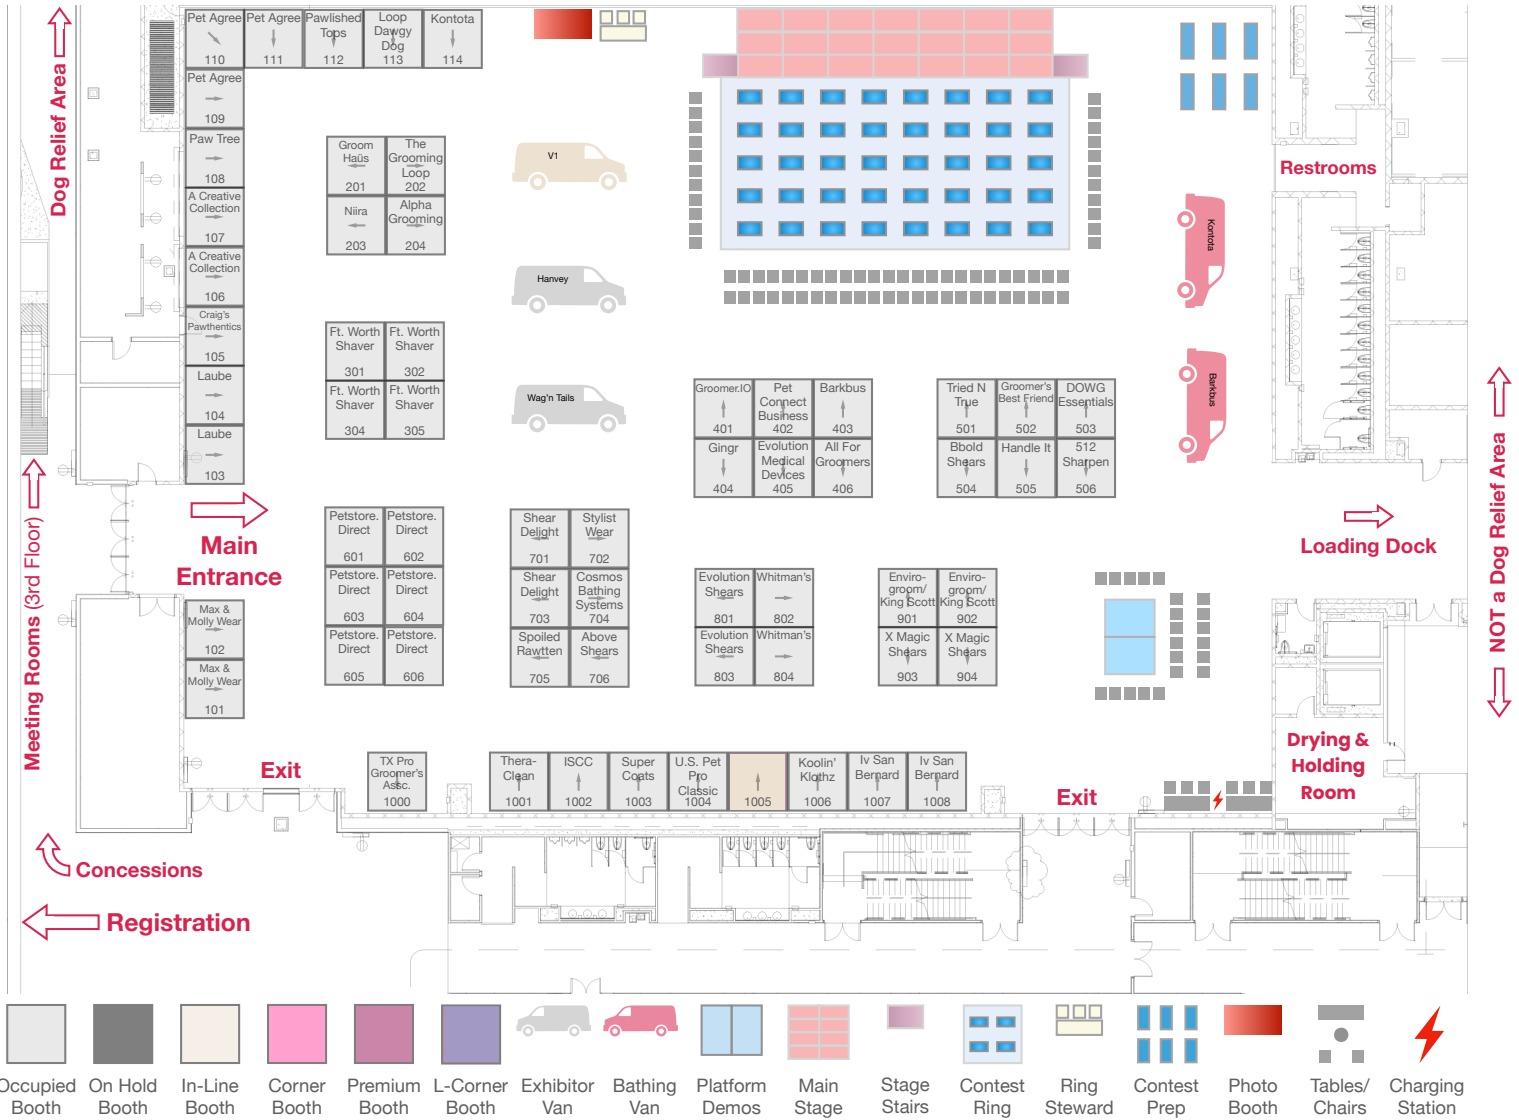 Dog Relief Area
Meeting Rooms (3rd Floor)
Pet Agree
110
Pet Agree
111
Pawlished
Tops
112
Loop
Dawgy
Dog
113
Kontota
114
Pet Agree
109
Paw Tree
108
A Creative
Collection
107
A Creative
Collection
106
Craig's
Pawthentics
105
Laube
104
Laube
103
Groom
Haüs
201
The
Grooming
Loop
202
Niira
203
Alpha
Grooming
204
V1
Hanvey
Wag'n Tails
Ft. Worth
Shaver
301
Ft. Worth
Shaver
302
Ft. Worth
Shaver
304
Ft. Worth
Shaver
305
Kontota
Barkbus
Restrooms
Groomer.IO
401
Pet
Connect
Business
402
Barkbus
403
Gingr
404
Evolution
Medical
Devices
405
All For
Groomers
406
Tried N
True
501
Groomer's
Best Friend
502
DOWG
Essentials
503
Bbold
Shears
504
Handle It
505
512
Sharpen
506
Main
Entrance
Loading Dock
NOT a Dog Relief Area
Max &
Molly Wear
102
Max &
Molly Wear
101
Petstore.
Direct
601
Petstore.
Direct
602
Petstore.
Direct
603
Petstore.
Direct
604
Petstore.
Direct
605
Petstore.
Direct
606
Shear
Delight
701
Stylist
Wear
702
Shear
Delight
703
Cosmos
Bathing
Systems
704
Spoiled
Rawtten
705
Above
Shears
706
Evolution
Shears
801
Whitman's
802
Evolution
Shears
803
Whitman's
804
Enviro-
groom/
King Scott
901
Enviro-
groom/
King Scott
902
X Magic
Shears
903
X Magic
Shears
904
Drying &
Holding
Room
Exit
TX Pro
Groomer's
Assc.
1000
Thera-
Clean
1001
ISCC
1002
Super
Coats
1003
U.S. Pet
Pro
Classic
1004
1005
Koolin'
Klothz
1006
Iv San
Bernard
1007
Iv San
Bernard
1008
Exit
Concessions
Registration
Occupied
Booth
On Hold
Booth
In-Line
Booth
Corner
Booth
Premium
Booth
L-Corner
Booth
Exhibitor
Van
Bathing
Van
Platform
Demos
Main
Stage
Stage
Stairs
Contest
Ring
Ring
Steward
Contest
Prep
Photo
Booth
Tables/
Chairs
Charging
Station